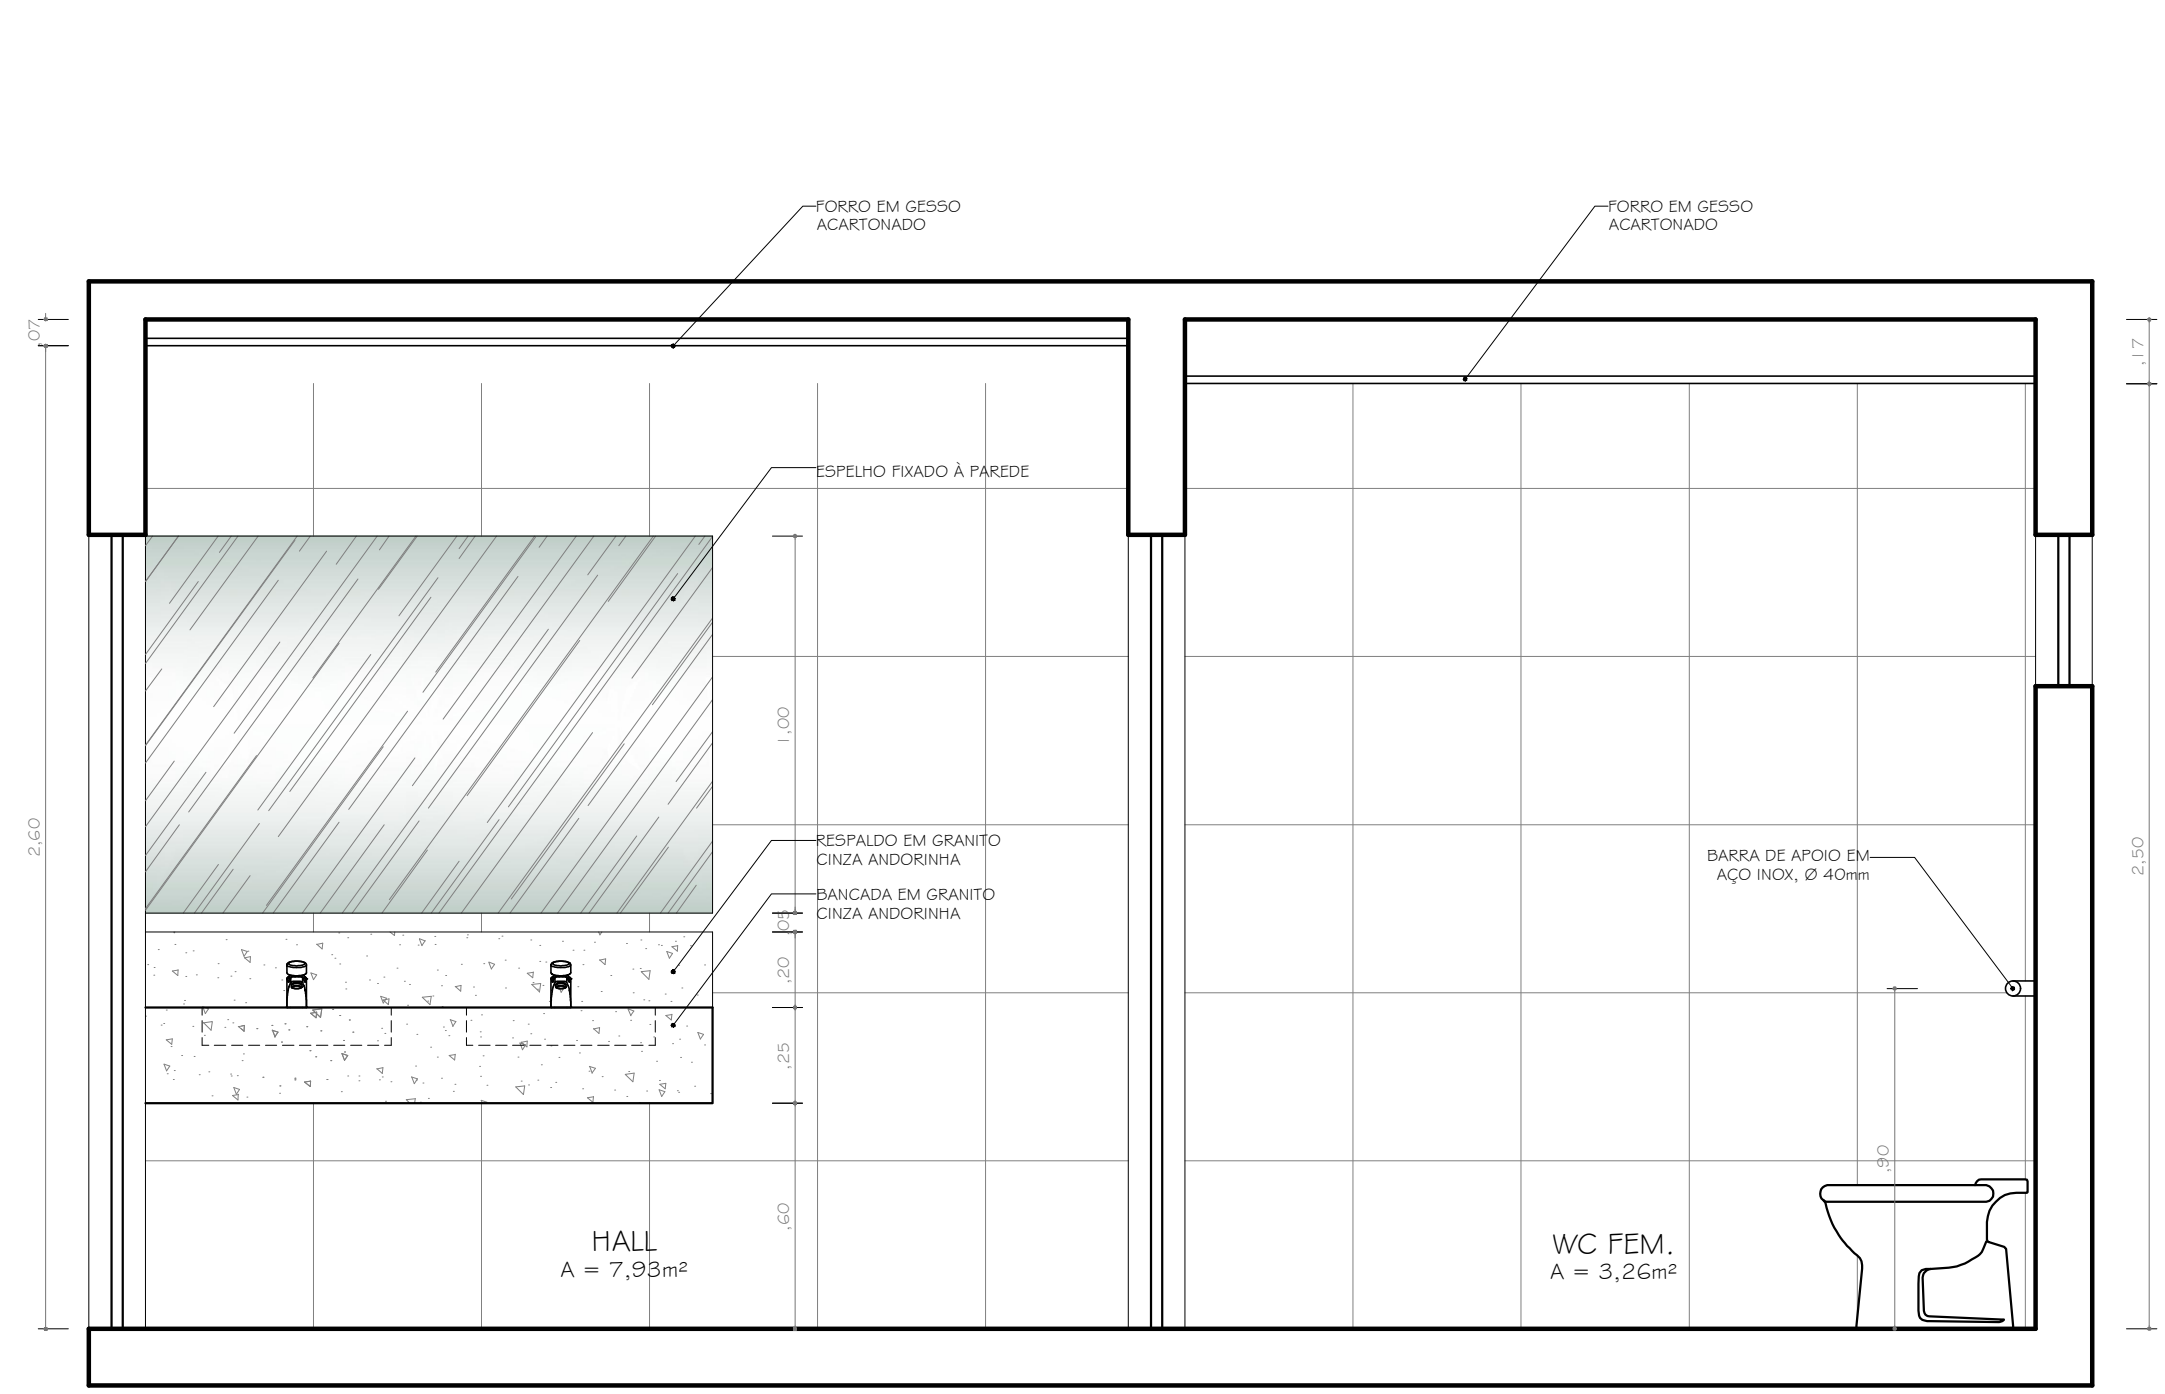 FORRO EM GESSO
ACARTONADO
FORRO EM GESSO
ACARTONADO
,07
,17
ESPELHO FIXADO À PAREDE
1,00
2,60
2,50
RESPALDO EM GRANITO
CINZA ANDORINHA
BANCADA EM GRANITO
CINZA ANDORINHA
BARRA DE APOIO EM
AÇO INOX, Ø 40mm
,05
,20
,25
,90
,60
HALL
A = 7,93m²
WC FEM.
A = 3,26m²